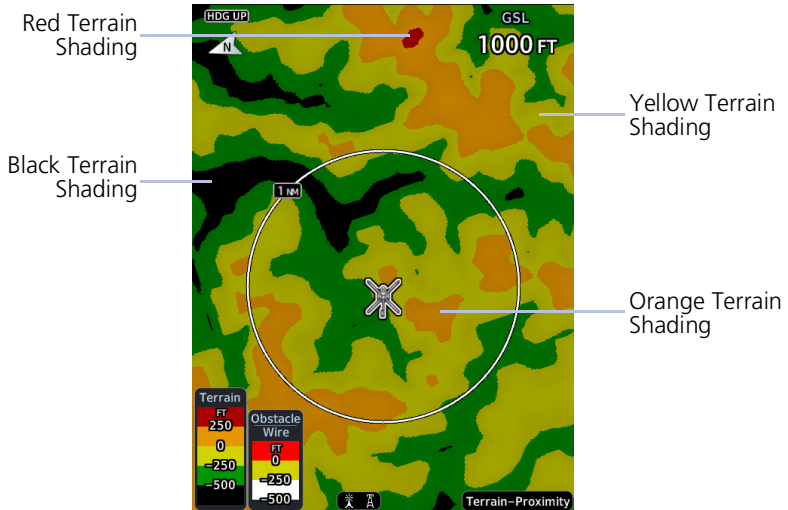 Red Terrain
Shading
HDG UP
N
GSL
1000 FT
Yellow Terrain
Shading
Black Terrain
Shading
1 NM
Orange Terrain
Shading
Terrain
FT
250
0
-250
-500
Obstacle
Wire
FT
0
-250
-500
Terrain-Proximity